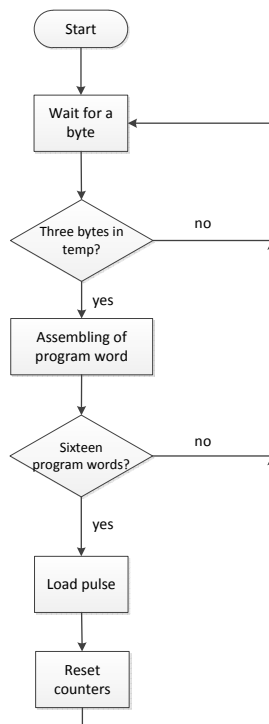 Start
Wait for a
byte
Three bytes in
temp?
no
yes
Assembling of
program word
Sixteen
program words?
no
yes
Load pulse
Reset
counters